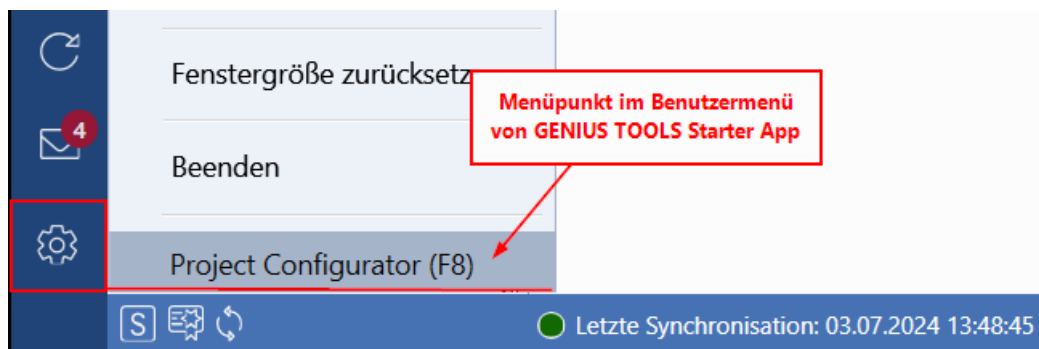 Fenstergröße zurücksetz
Menüpunkt im Benutzermenü
von GENIUS TOOLS Starter App
4
Beenden
Project Configurator (F8)
S
Letzte Synchronisation: 03.07.2024 13:48:45